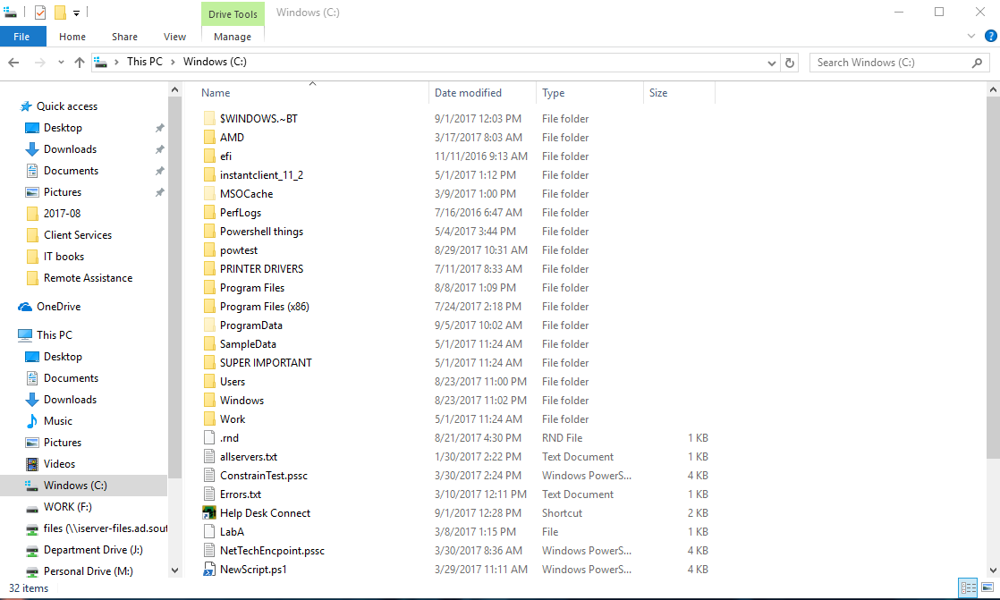 Drive Tools Windows (C:)
File Home Share View Manage
This PC Windows (C:) Search Windows (C:)
Quick access
Desktop
Downloads
Documents
Pictures
2017-08
Client Services
IT books
Remote Assistance
OneDrive
This PC
Desktop
Documents
Downloads
Music
Pictures
Videos
Windows (C:)
WORK (F:)
files (\\iserver-files.ad.sout
Department Drive (J:)
Personal Drive (M:)
Name Date modified Type Size
$WINDOWS.~BT 9/1/2017 12:03 PM File folder
AMD 3/17/2017 8:03 AM File folder
efi 11/11/2016 9:13 AM File folder
instantclient_11_2 5/1/2017 1:12 PM File folder
MSOCache 3/9/2017 1:00 PM File folder
PerfLogs 7/16/2016 6:47 AM File folder
Powershell things 5/4/2017 3:44 PM File folder
powtest 8/29/2017 10:31 AM File folder
PRINTER DRIVERS 7/11/2017 8:33 AM File folder
Program Files 8/8/2017 1:09 PM File folder
Program Files (x86) 7/24/2017 2:18 PM File folder
ProgramData 9/5/2017 10:02 AM File folder
SampleData 5/1/2017 11:24 AM File folder
SUPER IMPORTANT 5/1/2017 11:24 AM File folder
Users 8/23/2017 11:00 PM File folder
Windows 8/23/2017 11:02 PM File folder
Work 5/1/2017 11:24 AM File folder
.rnd 8/21/2017 4:30 PM RND File 1 KB
allservers.txt 1/30/2017 2:22 PM Text Document 1 KB
ConstrainTest.pssc 3/30/2017 2:24 PM Windows PowerS... 4 KB
Errors.txt 3/10/2017 12:11 PM Text Document 1 KB
Help Desk Connect 9/1/2017 12:28 PM Shortcut 2 KB
LabA 3/8/2017 1:15 PM File 1 KB
NetTechEncpoint.pssc 3/30/2017 8:36 AM Windows PowerS... 4 KB
NewScript.ps1 3/29/2017 11:11 AM Windows PowerS... 4 KB
32 items